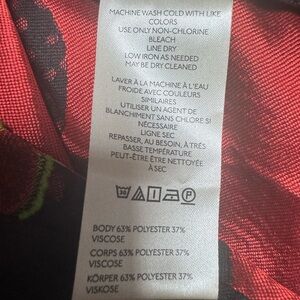 MACHINE WASH COLD WITH LIKE
COLORS
USE ONLY NON-CHLORINE
BLEACH
LINE DRY
LOW IRON AS NEEDED
MAY BE DRY CLEANED
LAVER À LA MACHINE À L'EAU
FROIDE AVEC COULEURS
SIMILAIRES
UTILISER UN AGENT DE
BLANCHIMENT SANS CHLORE SI
NÉCESSAIRE
LIGNE SEC
REPASSER, AU BESOIN, À TRÈS
BASSE TEMPÉRATURE
PEUT-ÊTRE ÊTRE NETTOYÉE
À SEC
30 P
BODY 63% POLYESTER 37%
VISCOSE
CORPS 63% POLYESTER 37%
VISCOSE
KÖRPER 63% POLYESTER 37%
VISKOSE